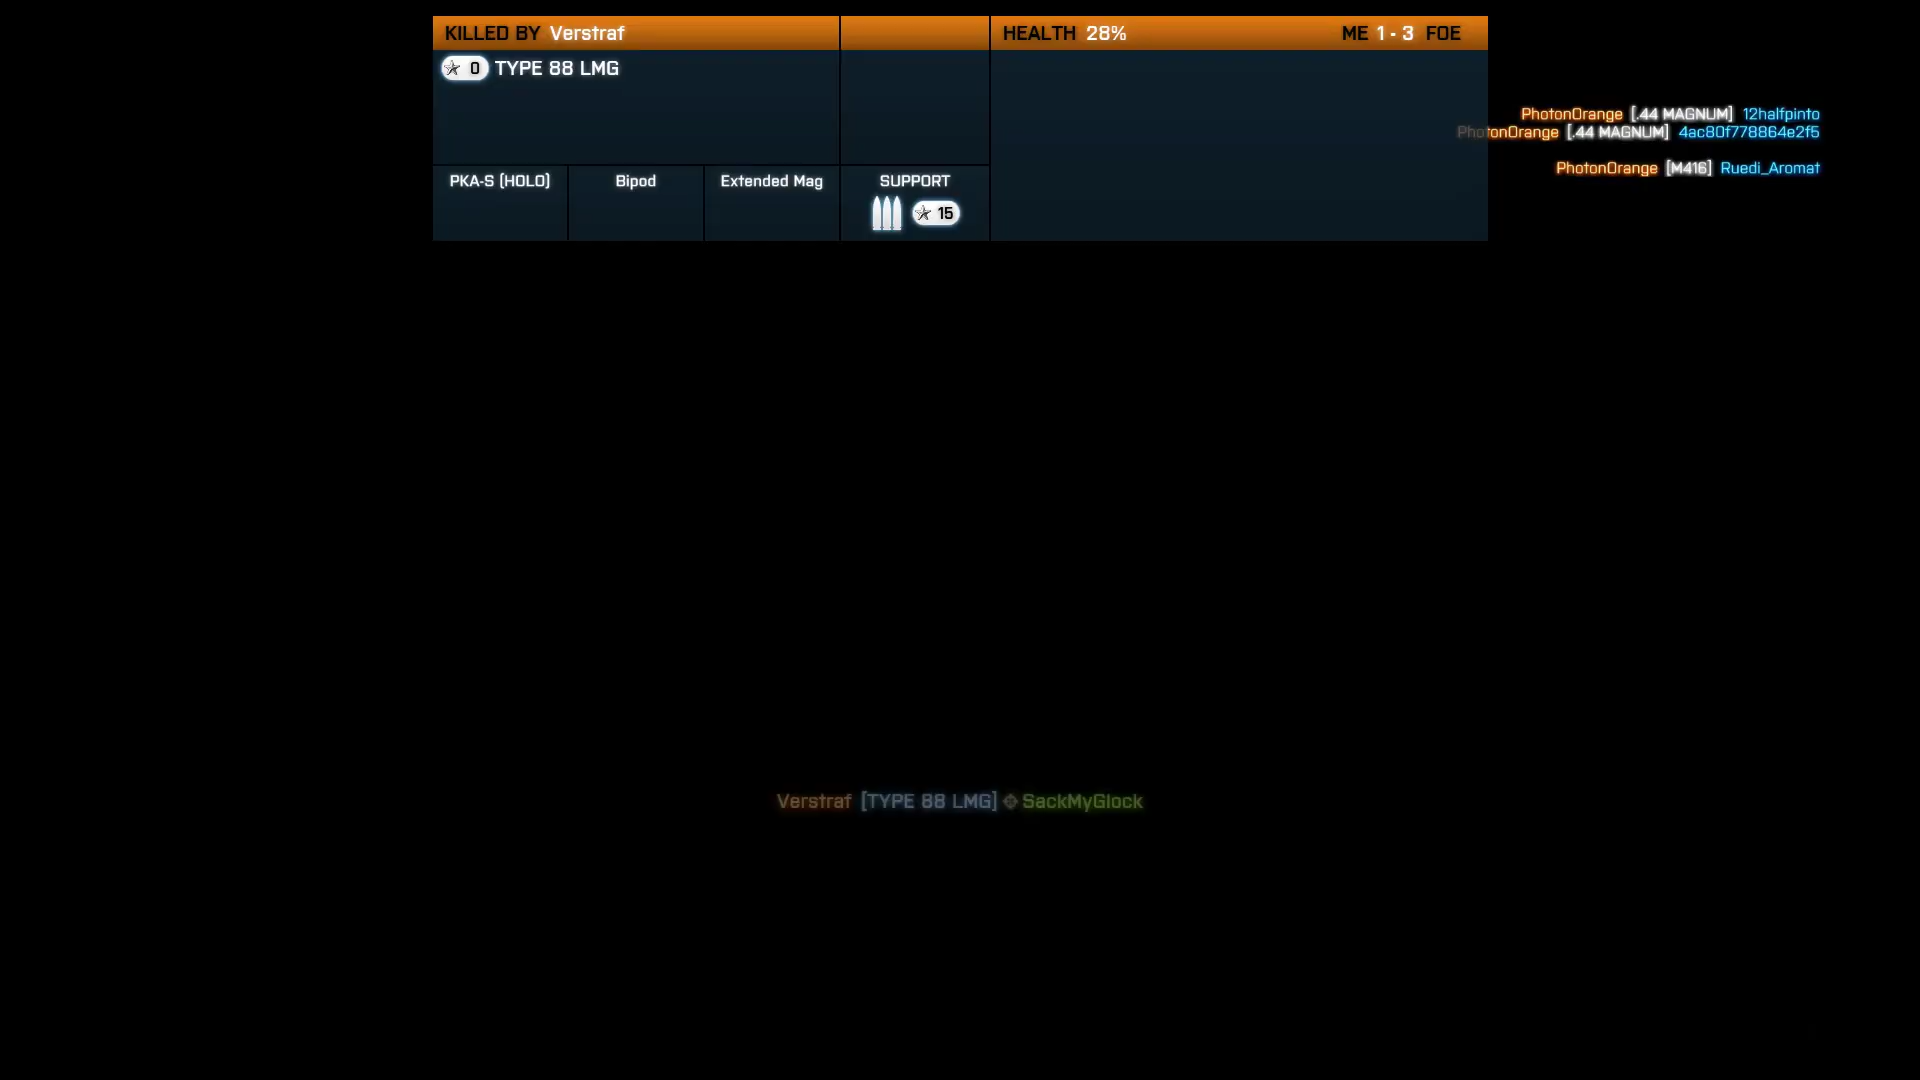 KILLED BY Verstraf
HEALTH 28%
ME 1 - 3 FOE
0 TYPE 88 LMG
PhotonOrange [.44 MAGNUM] 12halfpinto
PhotonOrange [.44 MAGNUM] 4ac80f778864e2f5
PhotonOrange [M416] Ruedi_Aromat
PKA-S (HOLO)
Bipod
Extended Mag
SUPPORT
15
Verstraf [TYPE 88 LMG] SackMyGlock